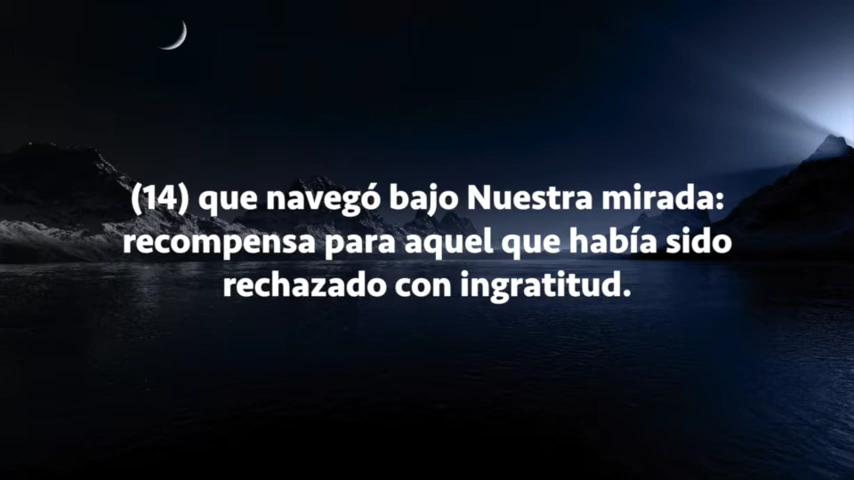 (14) que navegó bajo Nuestra mirada:
recompensa para aquel que había sido
rechazado con ingratitud.